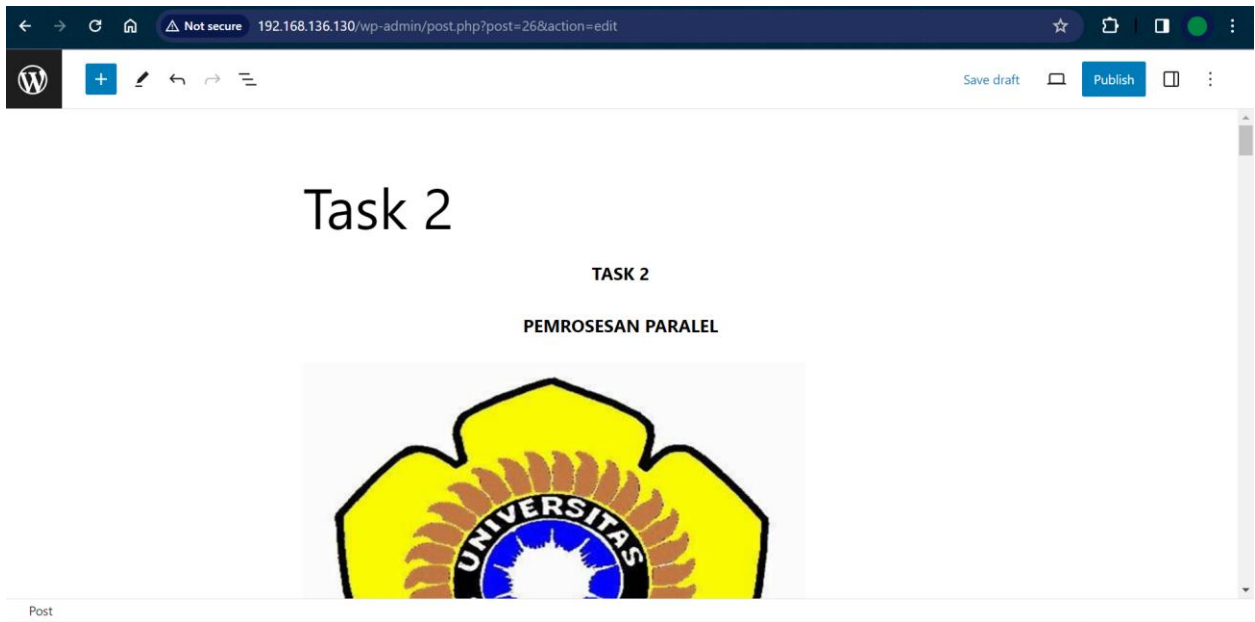 Not secure 192.168.136.130/wp-admin/post.php?post=26&action=edit
Save draft Publish
Task 2
TASK 2
PEMROSESAN PARALEL
UNIVERSITAS
Post